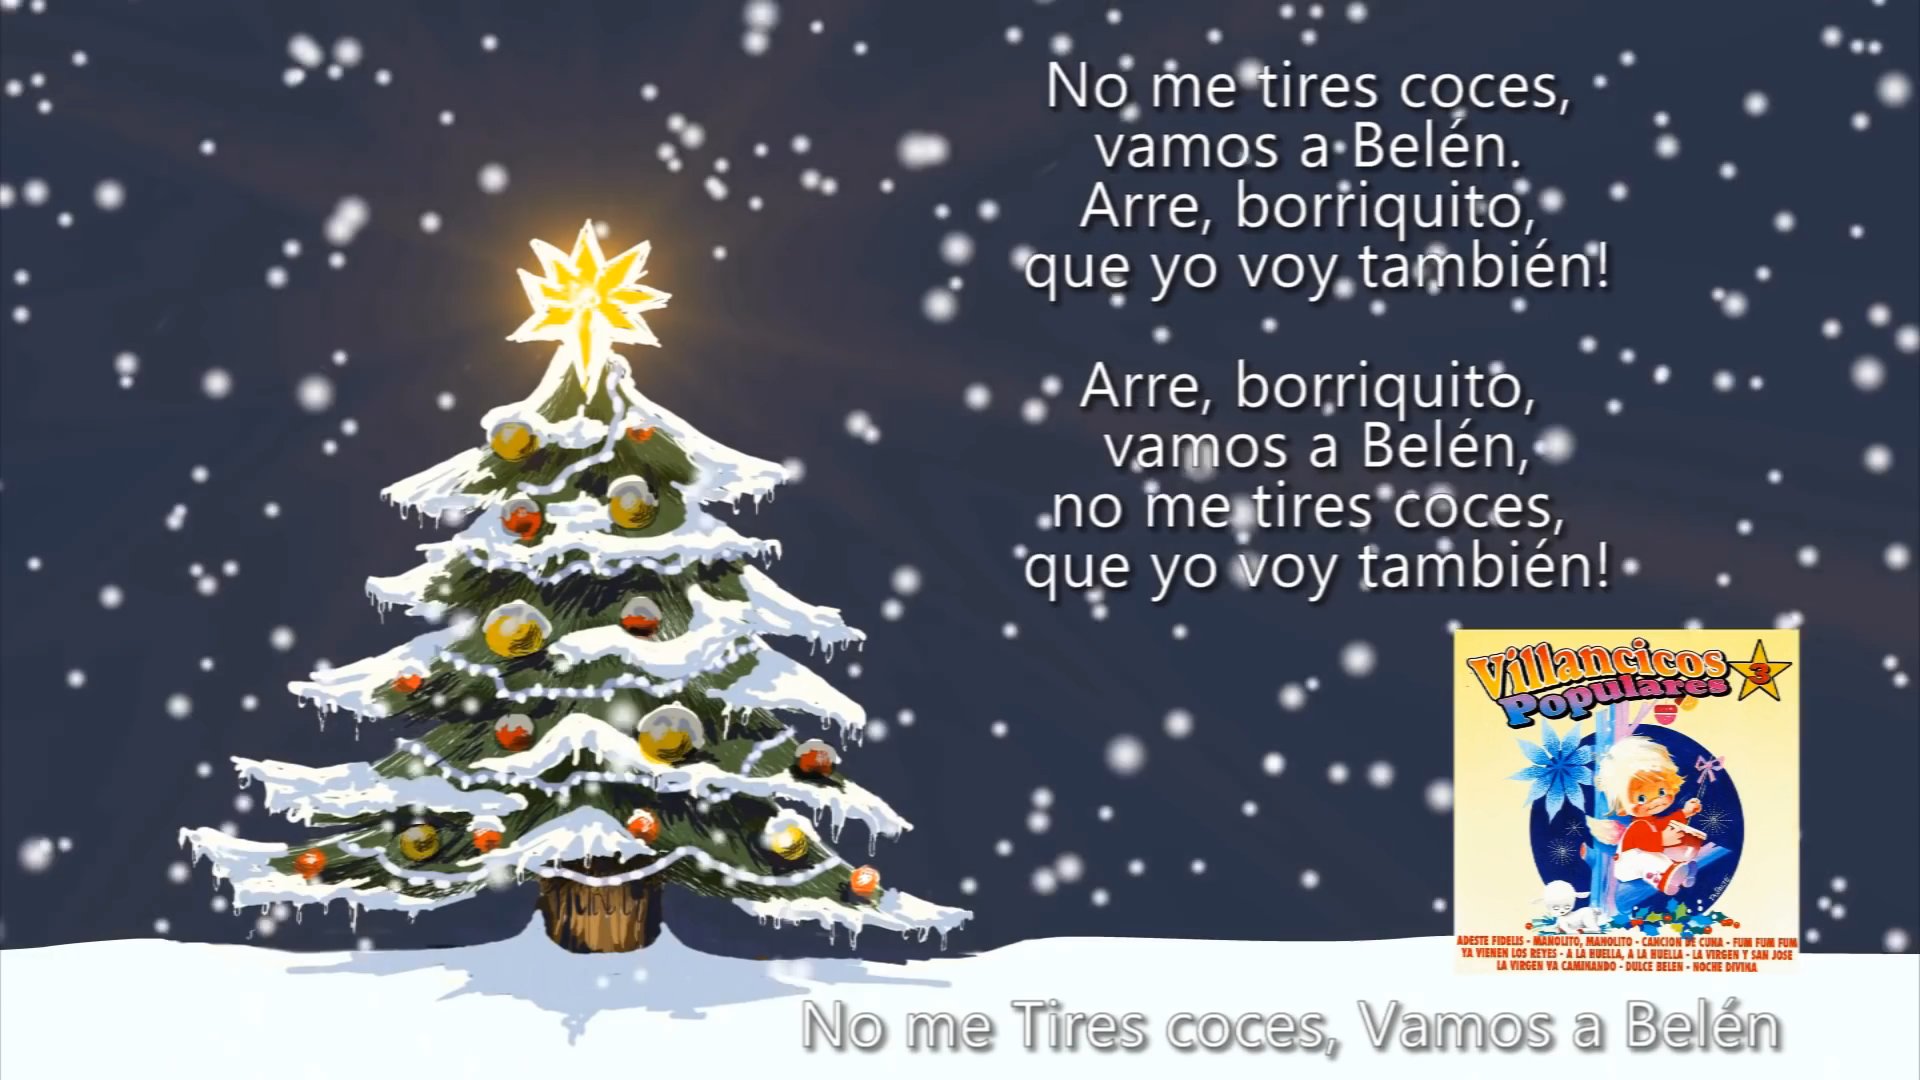 No me tires coces,
vamos a Belén.
Arre, borriquito,
que yo voy también!
Arre, borriquito,
vamos a Belén,
no me tires coces,
que yo voy también!
Villancicos 3
Populares
ADESTE FIDELIS - MANOLITO, MANOLITO - CANCION DE CUNA - FUM FUM FUM
YA VIENEN LOS REYES - A LA HUELLA, A LA HUELLA - LA VIRGEN Y SAN JOSE
LA VIRGEN VA CAMINANDO - DULCE BELEN - NOCHE DIVINA
No me Tires coces, Vamos a Belén